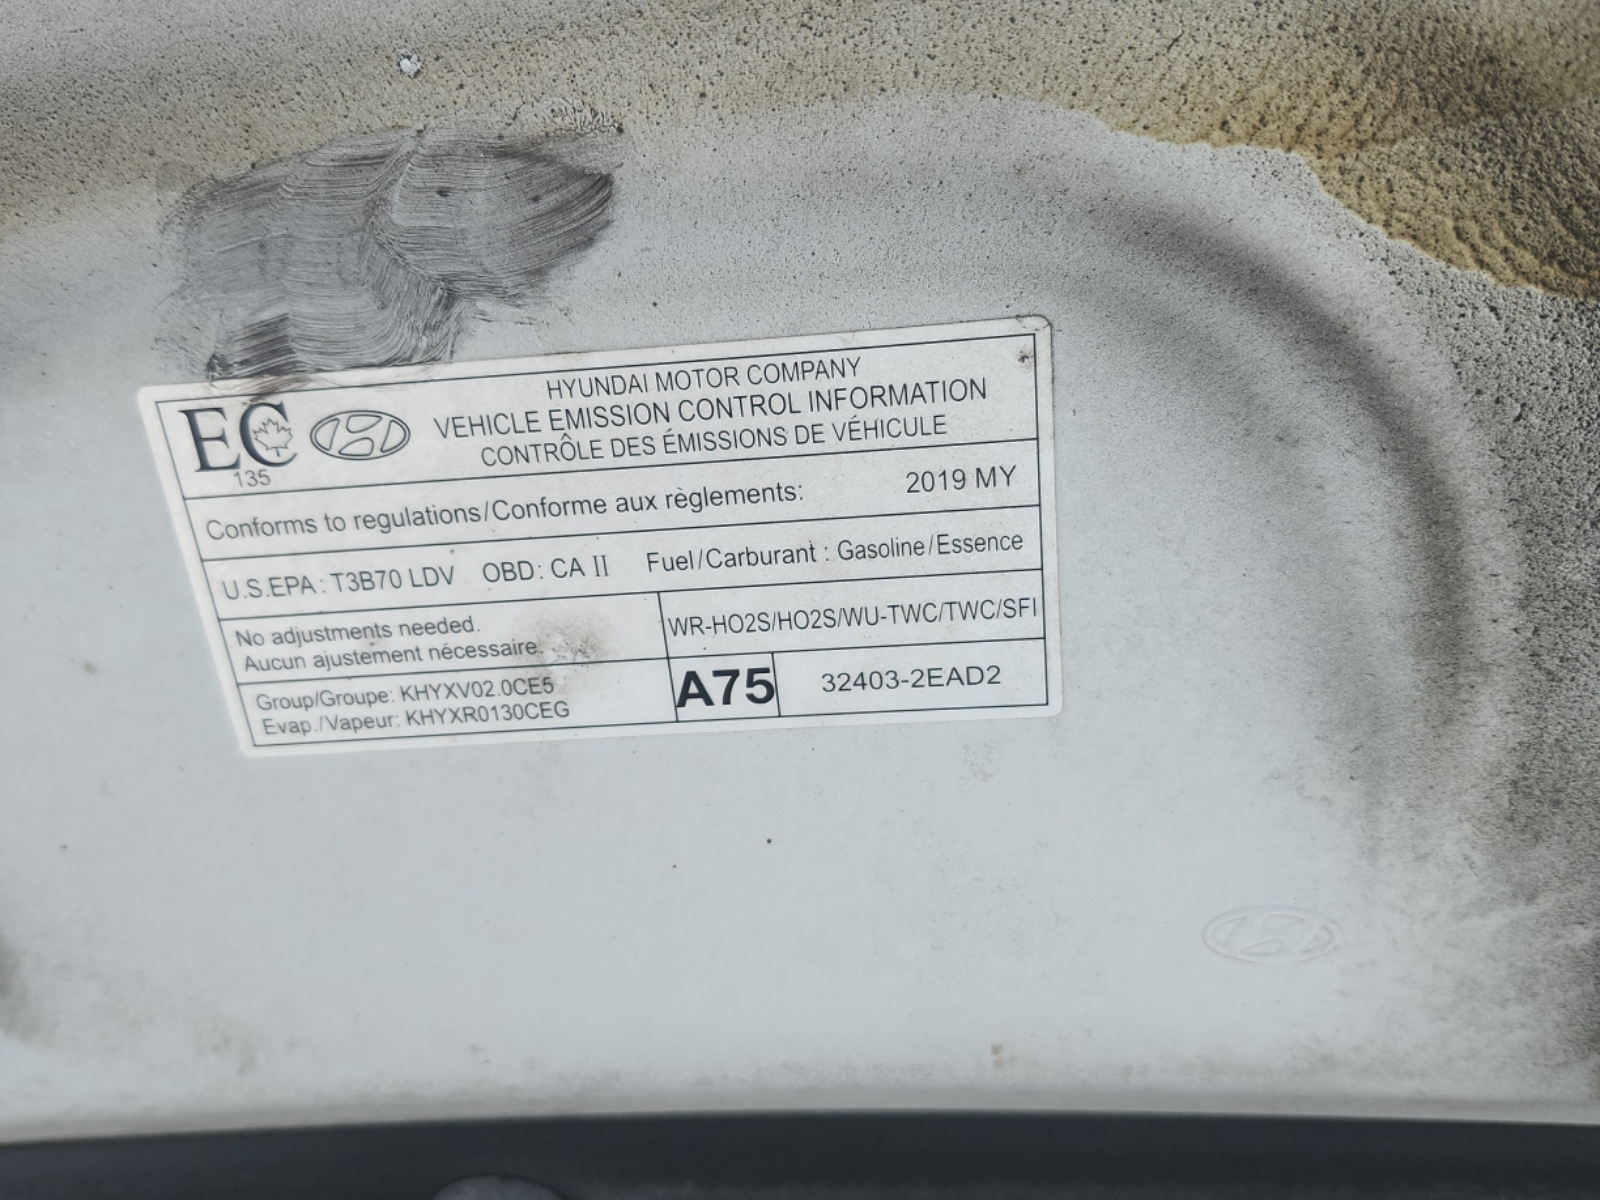 EC
135
HYUNDAI MOTOR COMPANY
VEHICLE EMISSION CONTROL INFORMATION
CONTRÔLE DES ÉMISSIONS DE VÉHICULE
Conforms to regulations/Conforme aux règlements: 2019 MY
U.S.EPA : T3B70 LDV OBD: CA II Fuel/Carburant : Gasoline/Essence
No adjustments needed.
Aucun ajustement nécessaire.
WR-HO2S/HO2S/WU-TWC/TWC/SFI
Group/Groupe: KHYXV02.0CE5
Evap./Vapeur: KHYXR0130CEG
A75
32403-2EAD2